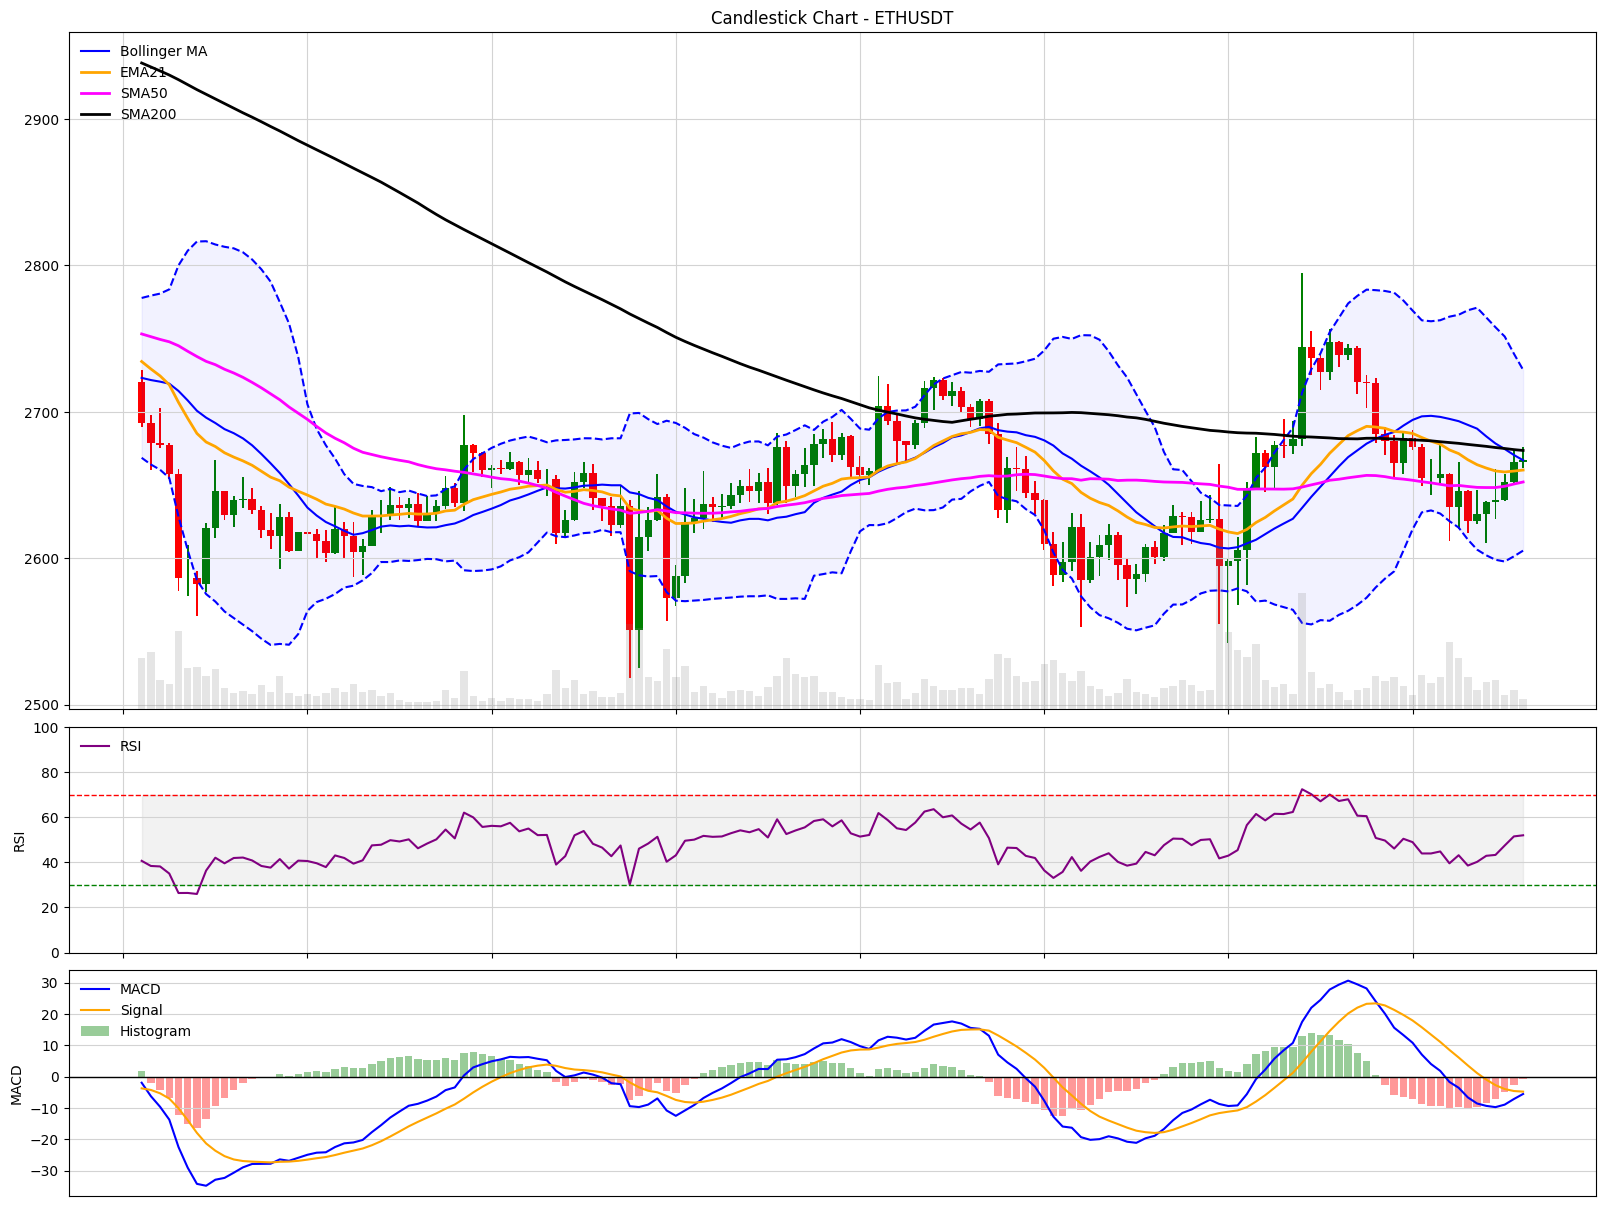 Candlestick Chart - ETHUSDT
Bollinger MA
EMA21
SMA50
SMA200
2900
2800
2700
2600
2500
100
RSI
80
60
40
20
0
RSI
30
MACD
20
Signal
10
Histogram
0
−10
−20
−30
MACD